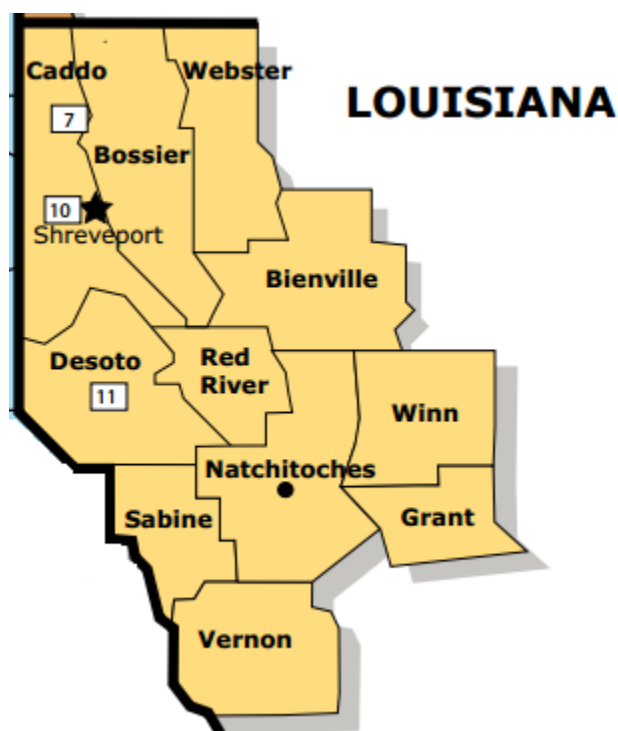 Caddo
Webster
LOUISIANA
7
Bossier
10
Shreveport
Bienville
Desoto
Red
River
11
Winn
Natchitoches
Sabine
Grant
Vernon